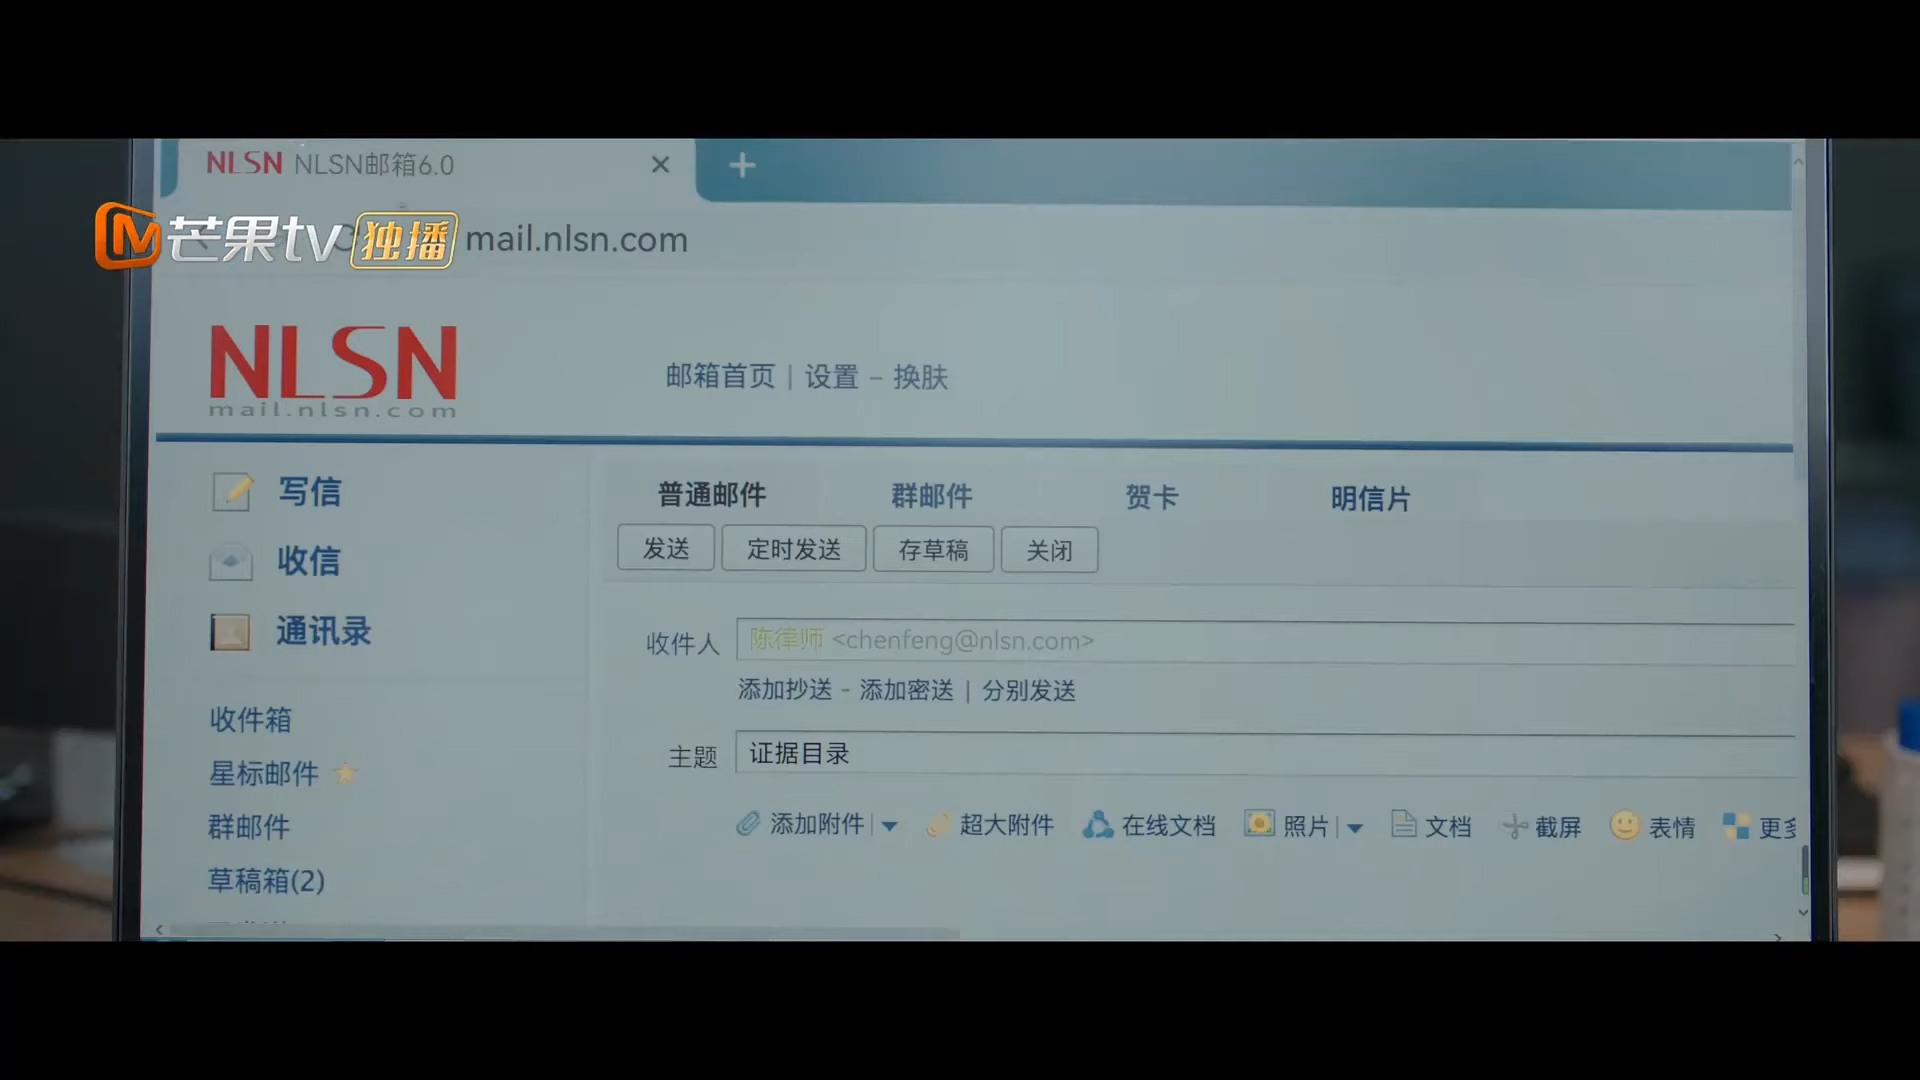 NLSN NLSN邮箱6.0
芒果tv 独播 mail.nlsn.com
NLSN
mail.nlsn.com
邮箱首页 | 设置 – 换肤
写信
收信
通讯录
收件箱
星标邮件
群邮件
草稿箱(2)
普通邮件 群邮件 贺卡 明信片
发送 定时发送 存草稿 关闭
收件人 陈律师 <chenfeng@nlsn.com>
添加抄送 - 添加密送 | 分别发送
主题 证据目录
添加附件 | 超大附件 在线文档 照片 | 文档 截屏 表情 更多